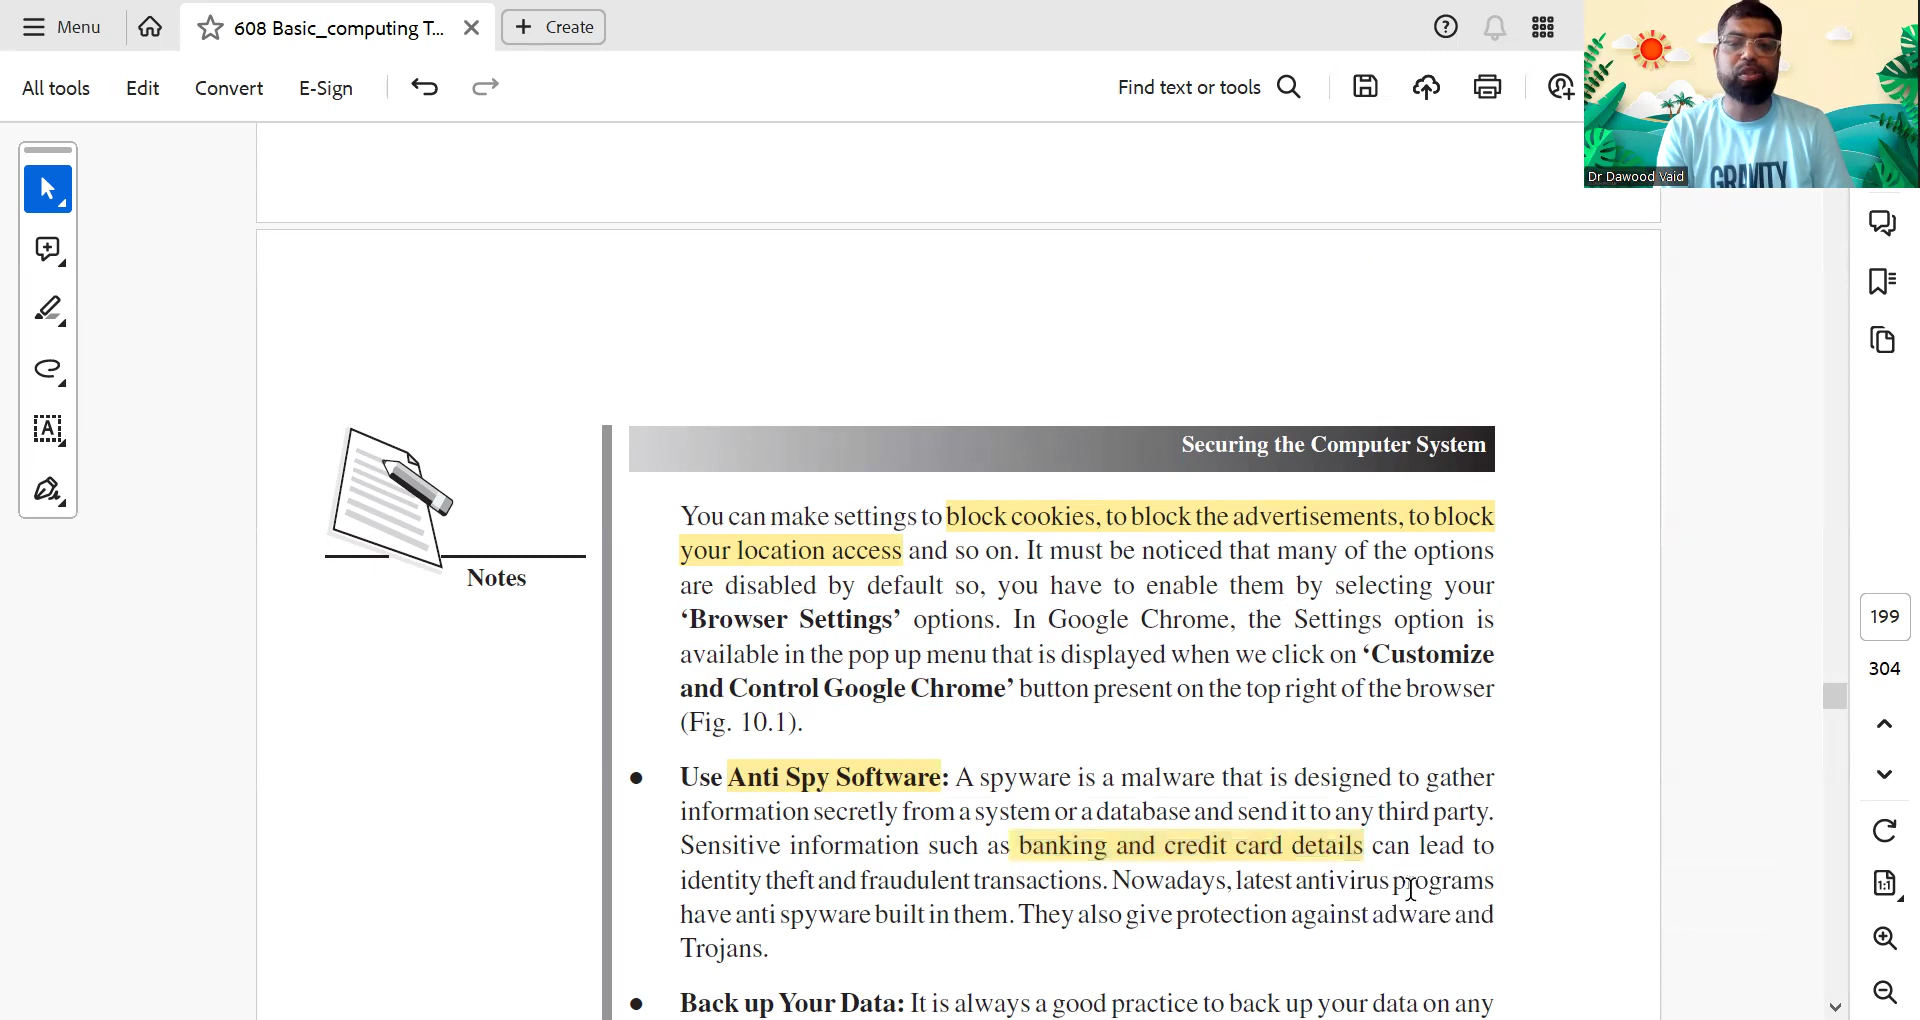 Menu
608 Basic_computing T...
Create
All tools
Edit
Convert
E-Sign
Find text or tools
Dr Dawood Vaid
GRAVITY
Securing the Computer System
Notes
You can make settings to block cookies, to block the advertisements, to block
your location access and so on. It must be noticed that many of the options
are disabled by default so, you have to enable them by selecting your
‘Browser Settings’ options. In Google Chrome, the Settings option is
available in the pop up menu that is displayed when we click on ‘Customize
and Control Google Chrome’ button present on the top right of the browser
(Fig. 10.1).
● Use Anti Spy Software: A spyware is a malware that is designed to gather
information secretly from a system or a database and send it to any third party.
Sensitive information such as banking and credit card details can lead to
identity theft and fraudulent transactions. Nowadays, latest antivirus programs
have anti spyware built in them. They also give protection against adware and
Trojans.
● Back up Your Data: It is always a good practice to back up your data on any
199
304
1:1